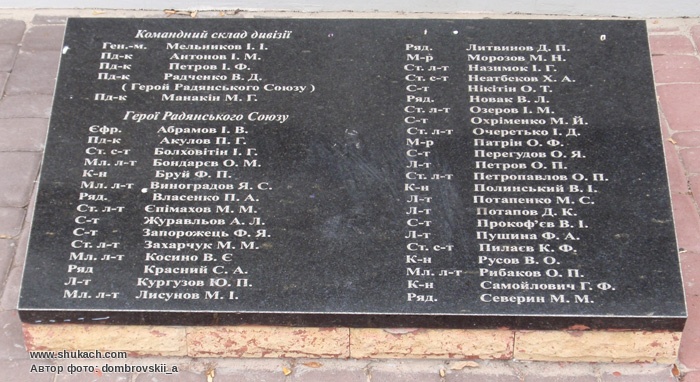 Командний склад дивізії
Ген.-м. Мельников І. І.
Пд-к Антонов І. М.
Пд-к Петров І. Ф.
Пд-к Радченко В. Д.
( Герой Радянського Союзу )
Пд-к Манакін М. Г.
Герої Радянського Союзу
Єфр. Абрамов І. В.
Пд-к Акулов П. Г.
Ст. с-т Болховітін І. Г.
Мл. л-т Бондарєв О. М.
К-н Бруй Ф. П.
Мл. л-т Виноградов Я. С.
Ряд. Власенко П. А.
Ст. л-т Єпімахов М. М.
С-т Журавльов А. Л.
С-т Запорожець Ф. Я.
Ст. л-т Захарчук М. М.
Мл. л-т Косино В. Є
Ряд Красний С. А.
Л-т Кургузов Ю. П.
Мл. л-т Лисунов М. І.
Ряд. Литвинов Д. П.
М-р Морозов М. Н.
Ст. л-т Назимок І. Г.
Ст. с-т Неатбеков Х. А.
С-т Нікітін О. Т.
Ряд. Новак В. Л.
Ст. л-т Озеров І. М.
С-т Охріменко М. Й.
Ст. л-т Очеретько І. Д.
М-р Патрін О. Ф.
С-т Перегудов О. Я.
Л-т Петров О. П.
Ст. л-т Петропавлов О. П.
К-н Полинський В. І.
Л-т Потапенко М. С.
Л-т Потапов Д. К.
С-т Прокоф'єв В. І.
Л-т Пушина Ф. А.
Ст. с-т Пилаєв К. Ф.
К-н Русов В. О.
Мл. л-т Рибаков О. П.
К-н Самойлович Г. Ф.
Ряд. Северин М. М.
www.shukach.com
Автор фото: dombrovskii_a